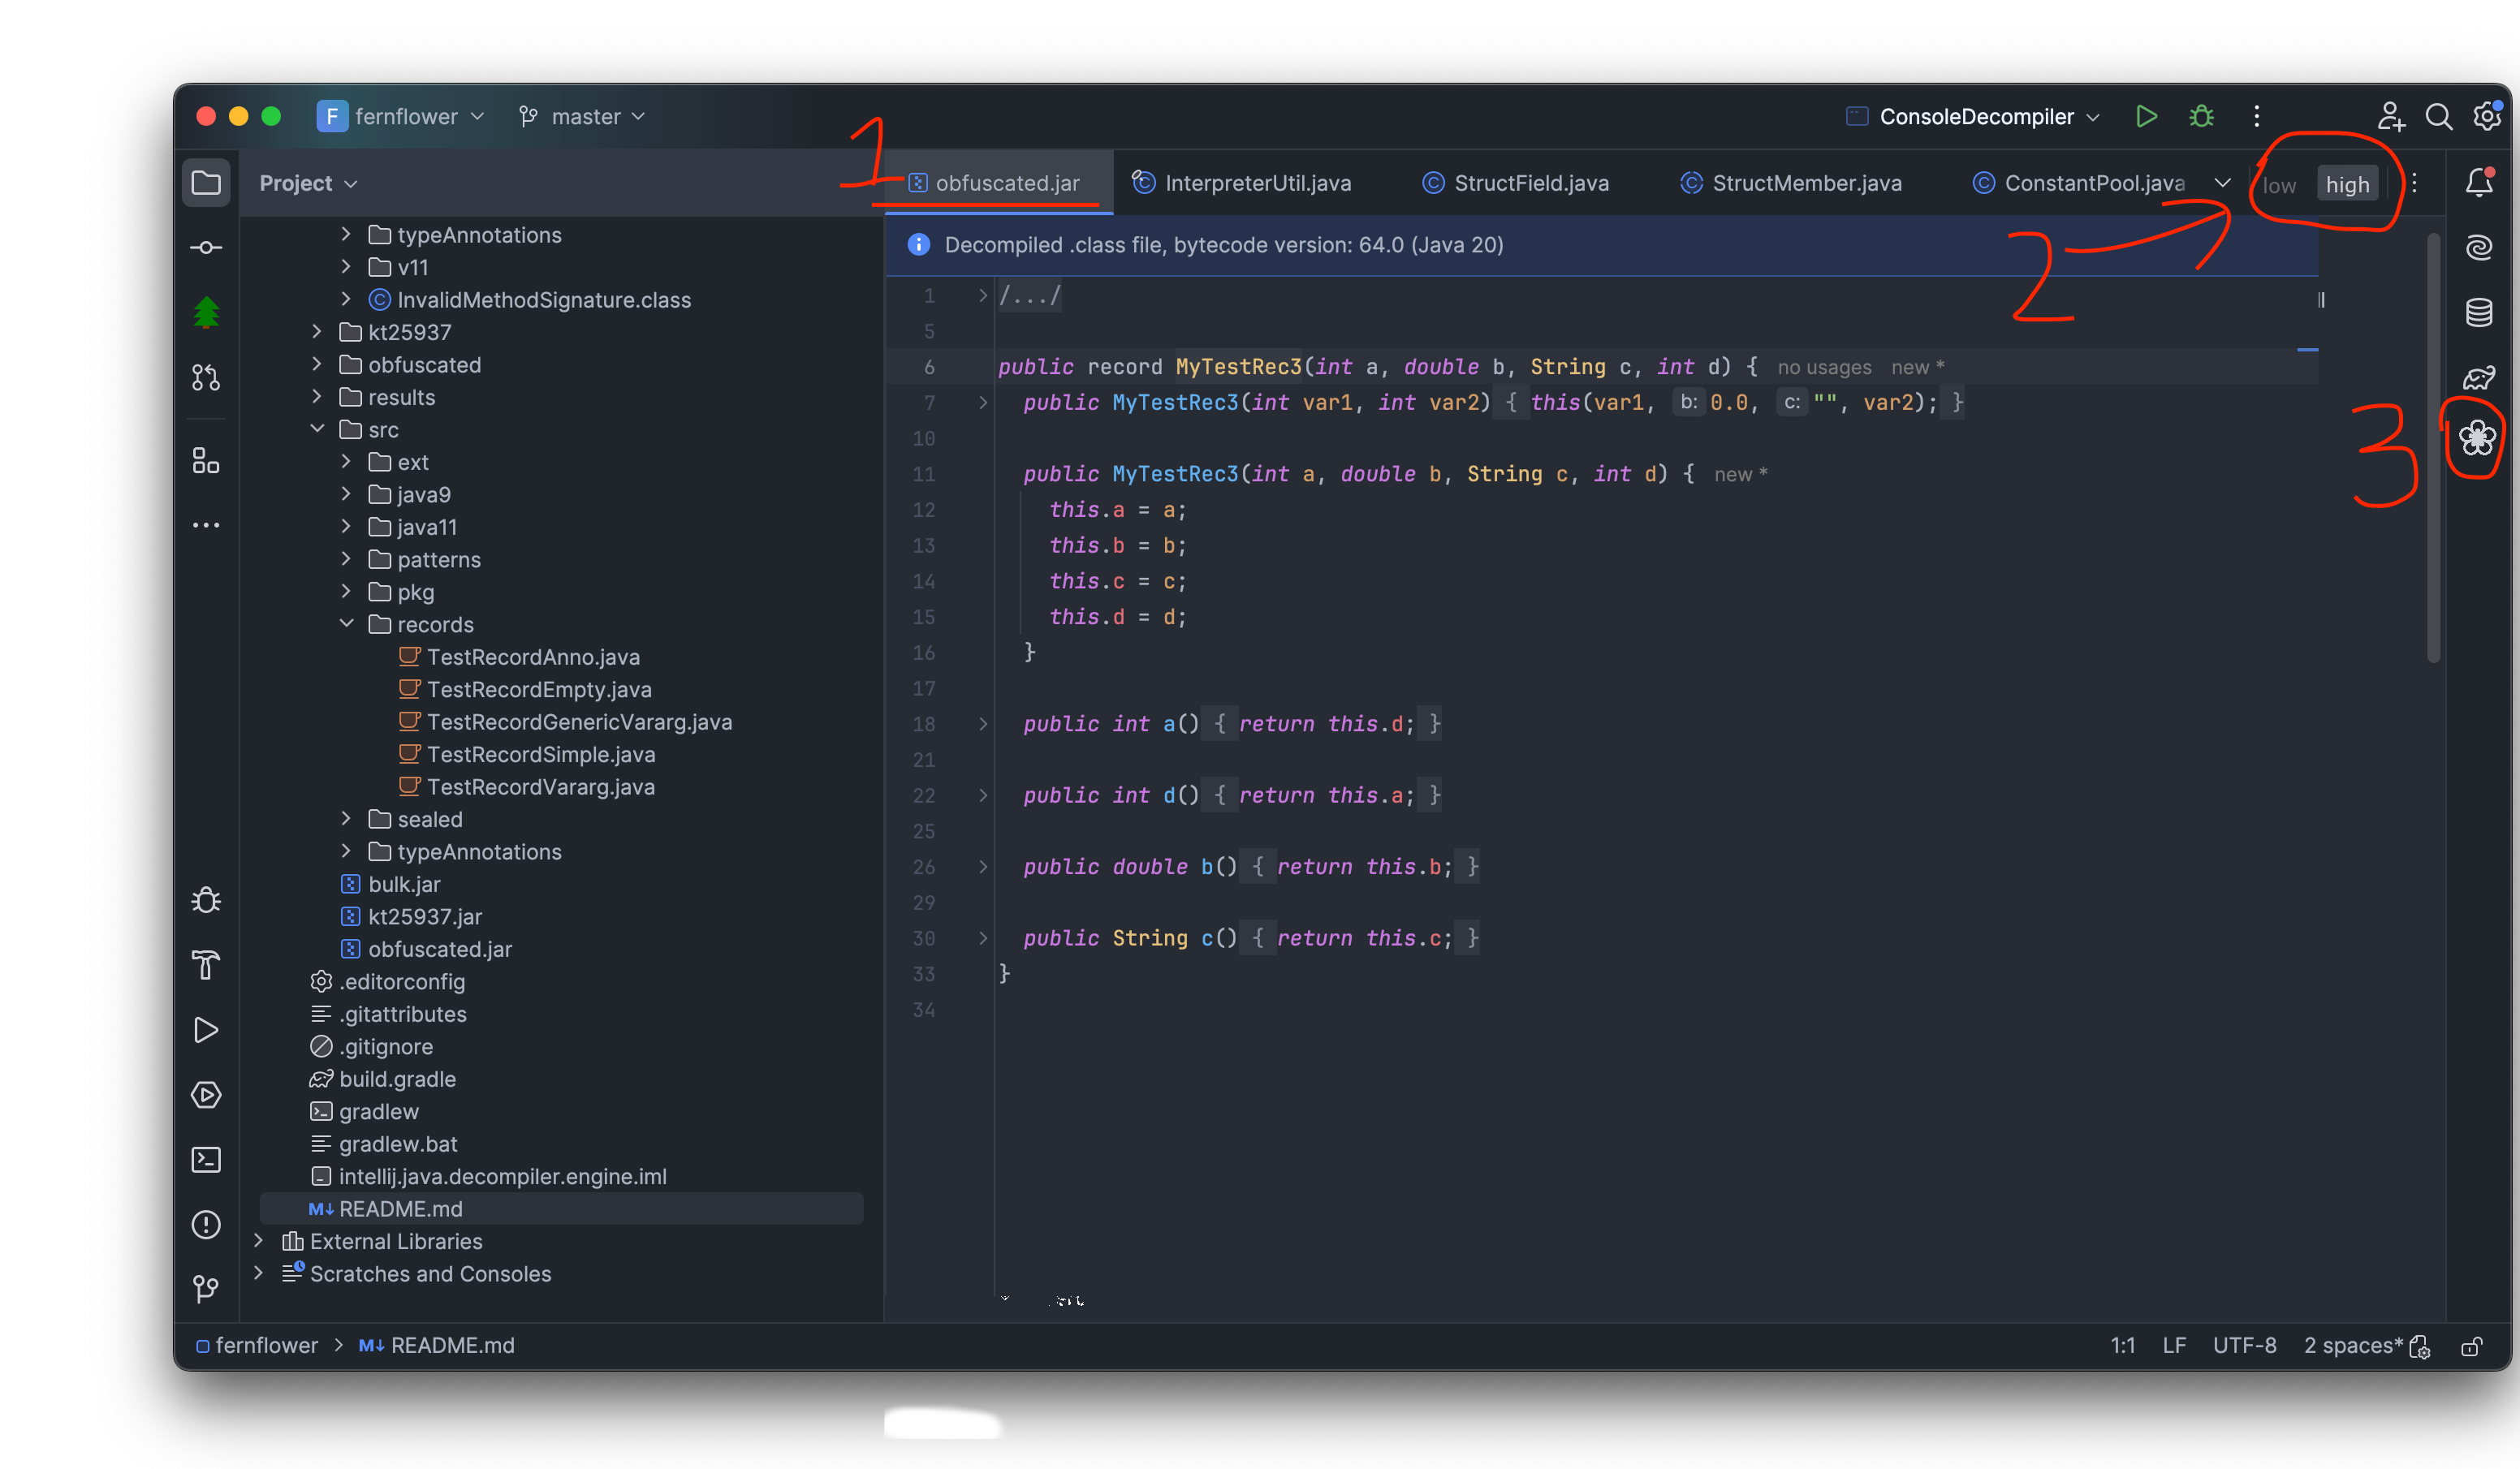 F fernflower master ConsoleDecompiler
1
Project obfuscated.jar InterpreterUtil.java StructField.java StructMember.java ConstantPool.java low high
2
3
typeAnnotations
v11
InvalidMethodSignature.class
kt25937
obfuscated
results
src
ext
java9
java11
patterns
pkg
records
TestRecordAnno.java
TestRecordEmpty.java
TestRecordGenericVararg.java
TestRecordSimple.java
TestRecordVararg.java
sealed
typeAnnotations
bulk.jar
kt25937.jar
obfuscated.jar
.editorconfig
.gitattributes
.gitignore
build.gradle
gradlew
gradlew.bat
intellij.java.decompiler.engine.iml
M↓ README.md
External Libraries
Scratches and Consoles
Decompiled .class file, bytecode version: 64.0 (Java 20)
1 /.../
5
6 public record MyTestRec3(int a, double b, String c, int d) { no usages new *
7 public MyTestRec3(int var1, int var2) { this(var1, b: 0.0, c: "", var2); }
10
11 public MyTestRec3(int a, double b, String c, int d) { new *
12 this.a = a;
13 this.b = b;
14 this.c = c;
15 this.d = d;
16 }
17
18 public int a() { return this.d; }
21
22 public int d() { return this.a; }
25
26 public double b() { return this.b; }
29
30 public String c() { return this.c; }
33 }
34
fernflower > M↓ README.md 1:1 LF UTF-8 2 spaces*